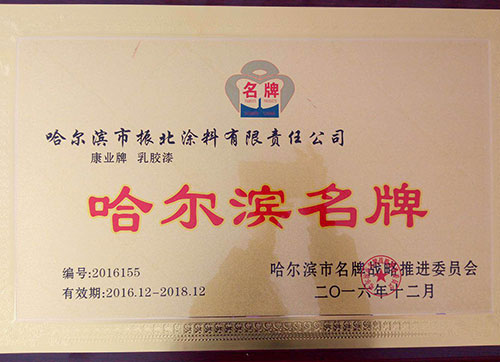 名牌
哈尔滨市振北涂料有限责任公司
康业牌 乳胶漆
哈尔滨名牌
编号:2016155
哈尔滨市名牌战略推进委员会
有效期:2016.12-2018.12
二〇一六年十二月